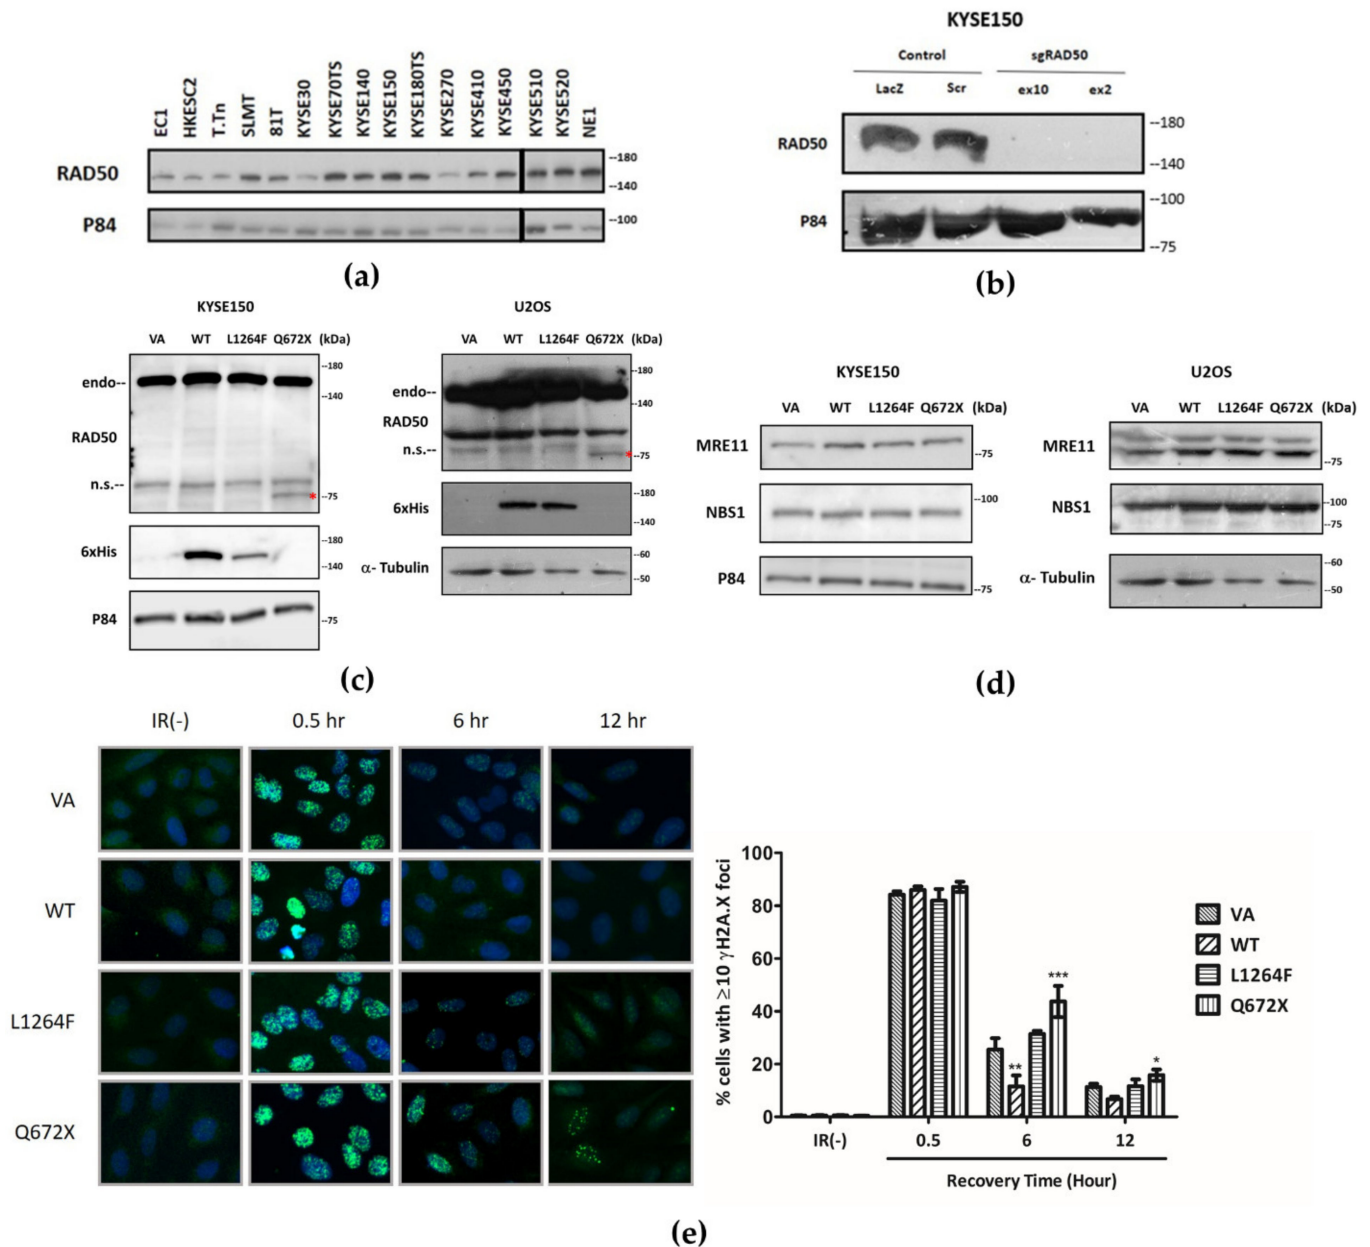 EC1 HKESC2 T.Tn SLMT 81T KYSE30 KYSE70TS KYSE140 KYSE150 KYSE180TS KYSE270 KYSE410 KYSE450 KYSE510 KYSE520 NE1
RAD50 --180
--140
P84 --100
(a)
KYSE150
Control sgRAD50
LacZ Scr ex10 ex2
RAD50 --180
--140
P84 --100
--75
(b)
KYSE150
VA WT L1264F Q672X (kDa)
endo-- --180
--140
RAD50
n.s.-- * --75
6xHis --180
--140
P84 --75
U2OS
VA WT L1264F Q672X (kDa)
endo-- --180
--140
RAD50
n.s.-- * --75
6xHis --180
--140
α- Tubulin --60
--50
(c)
KYSE150
VA WT L1264F Q672X (kDa)
MRE11 --75
NBS1 --100
P84 --75
U2OS
VA WT L1264F Q672X (kDa)
MRE11 --75
NBS1 --100
--75
α- Tubulin --60
--50
(d)
IR(-) 0.5 hr 6 hr 12 hr
VA
WT
L1264F
Q672X
% cells with ≥10 γH2A.X foci
100
80
60
40
20
0
** *** *
IR(-) 0.5 6 12
Recovery Time (Hour)
VA
WT
L1264F
Q672X
(e)